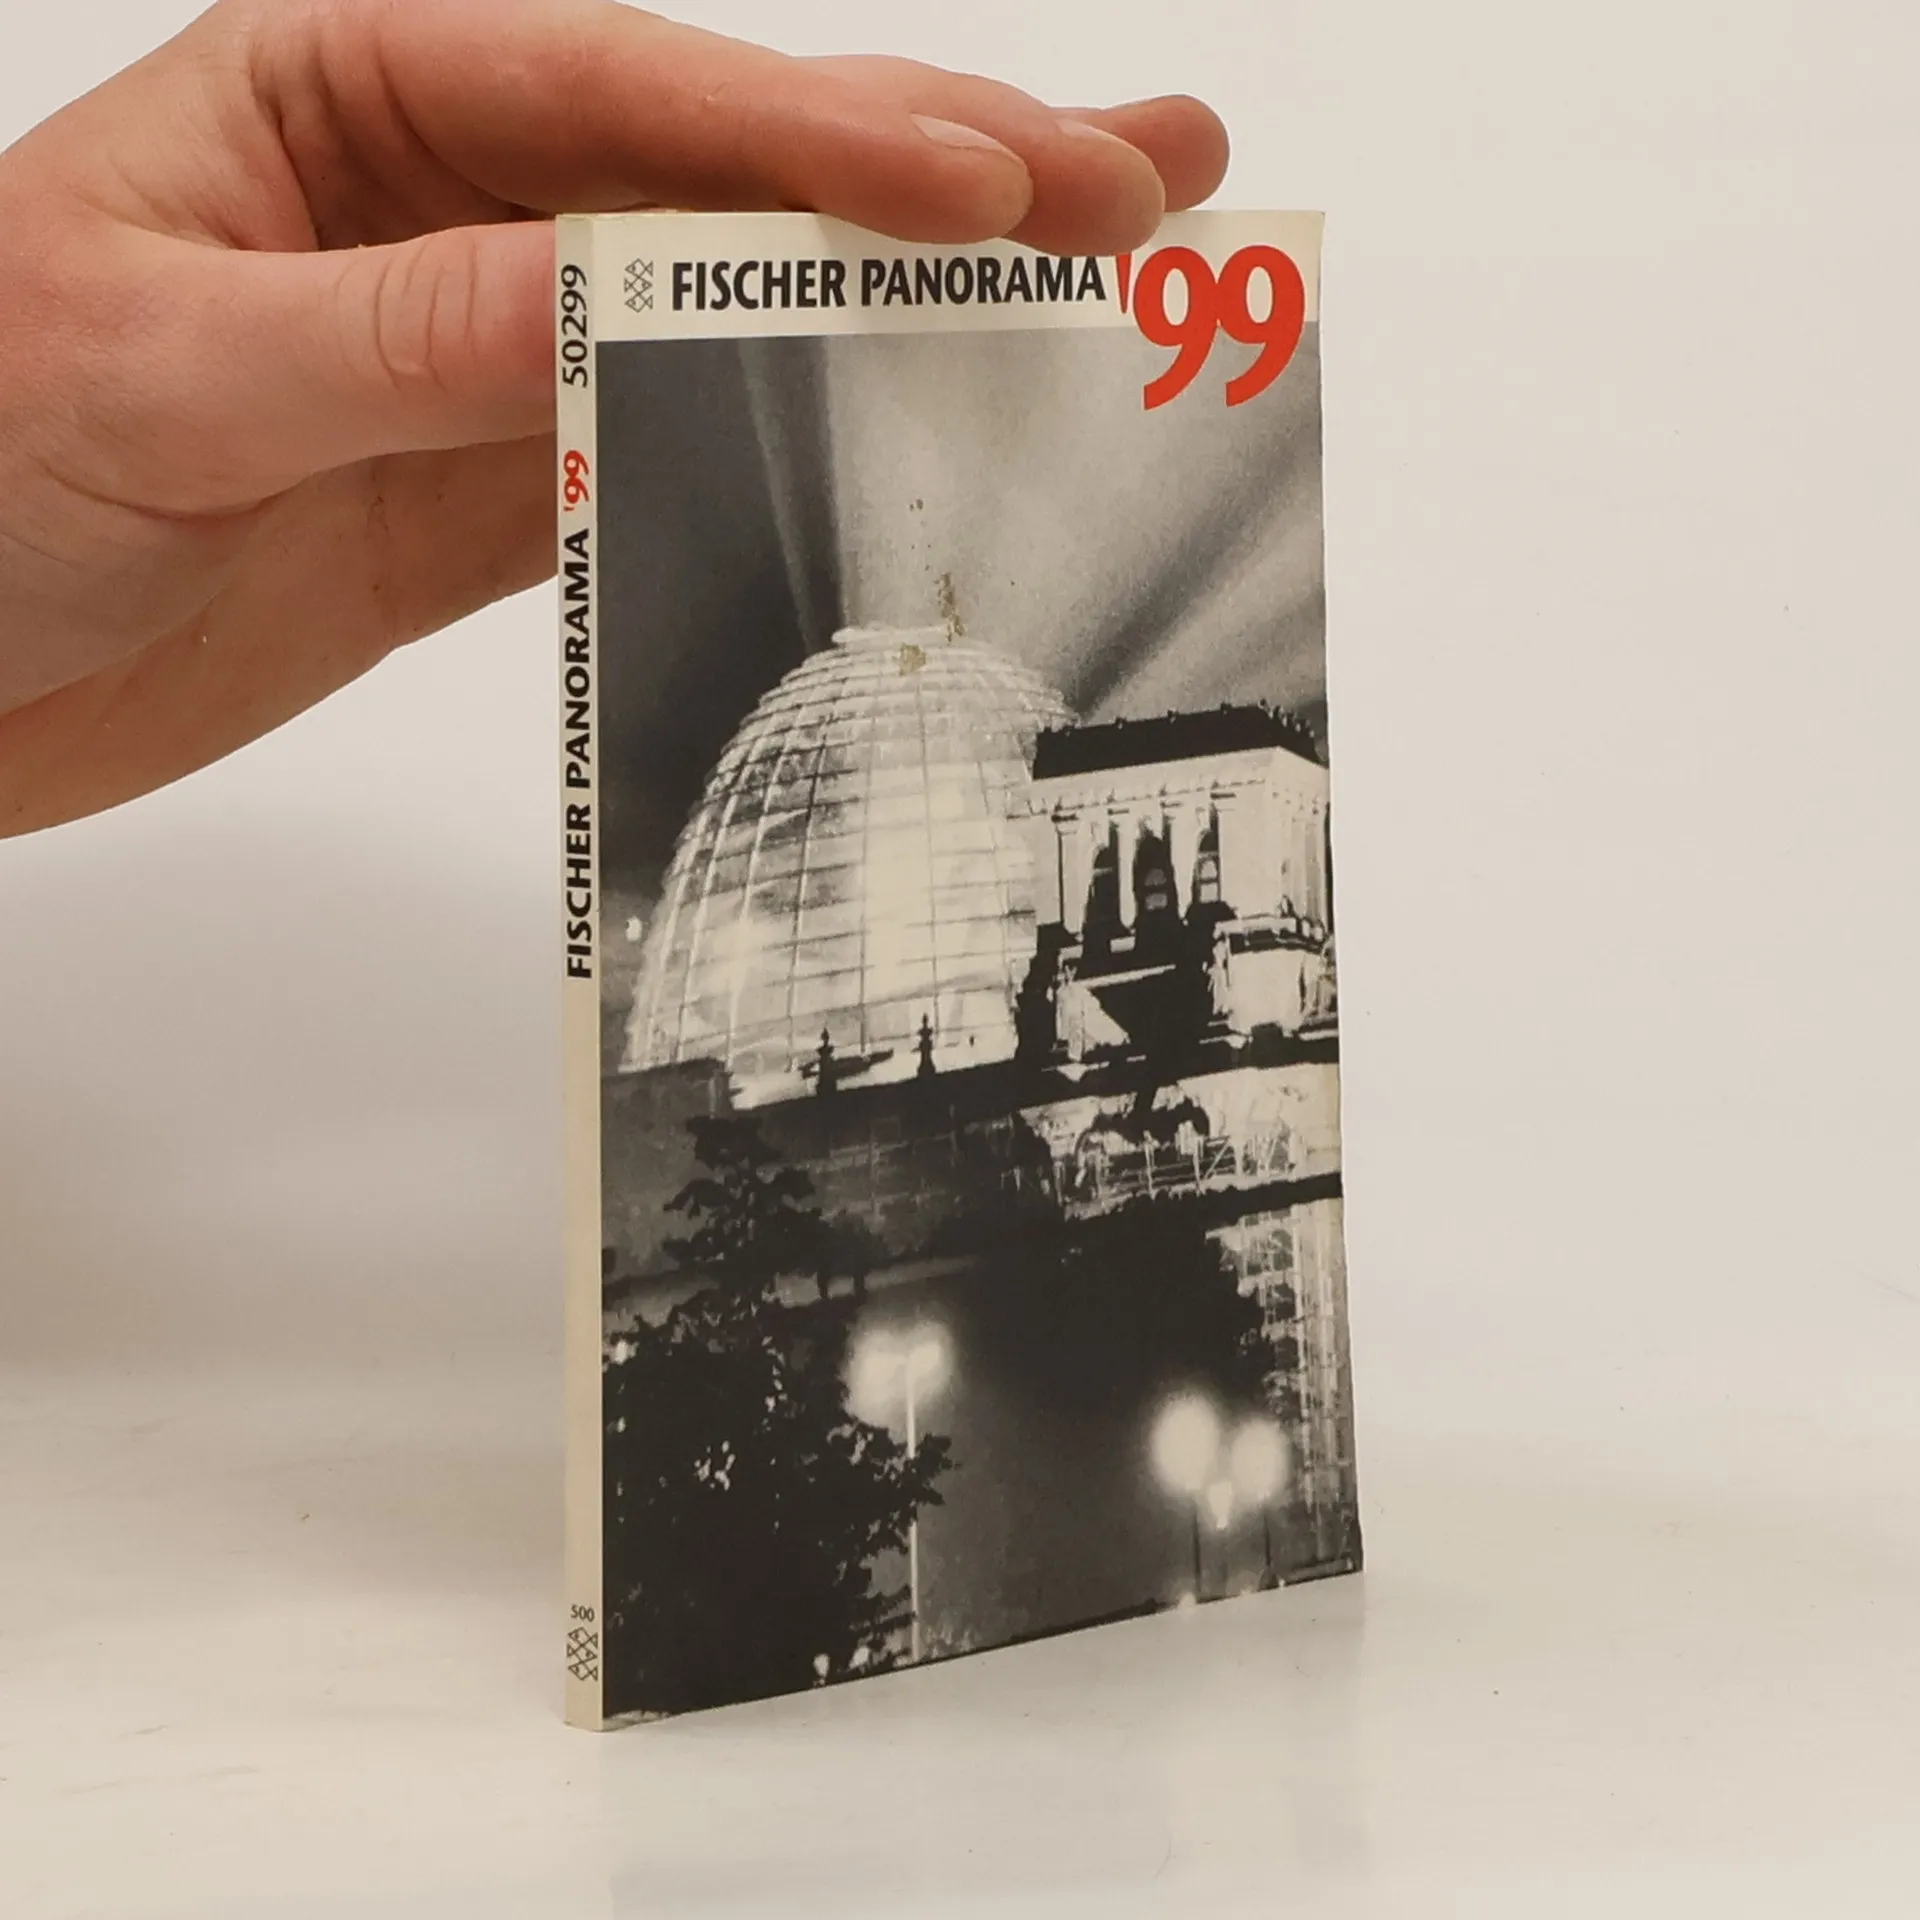 FISCHER PANORAMA '99
FISCHER PANORAMA '99 50299
500